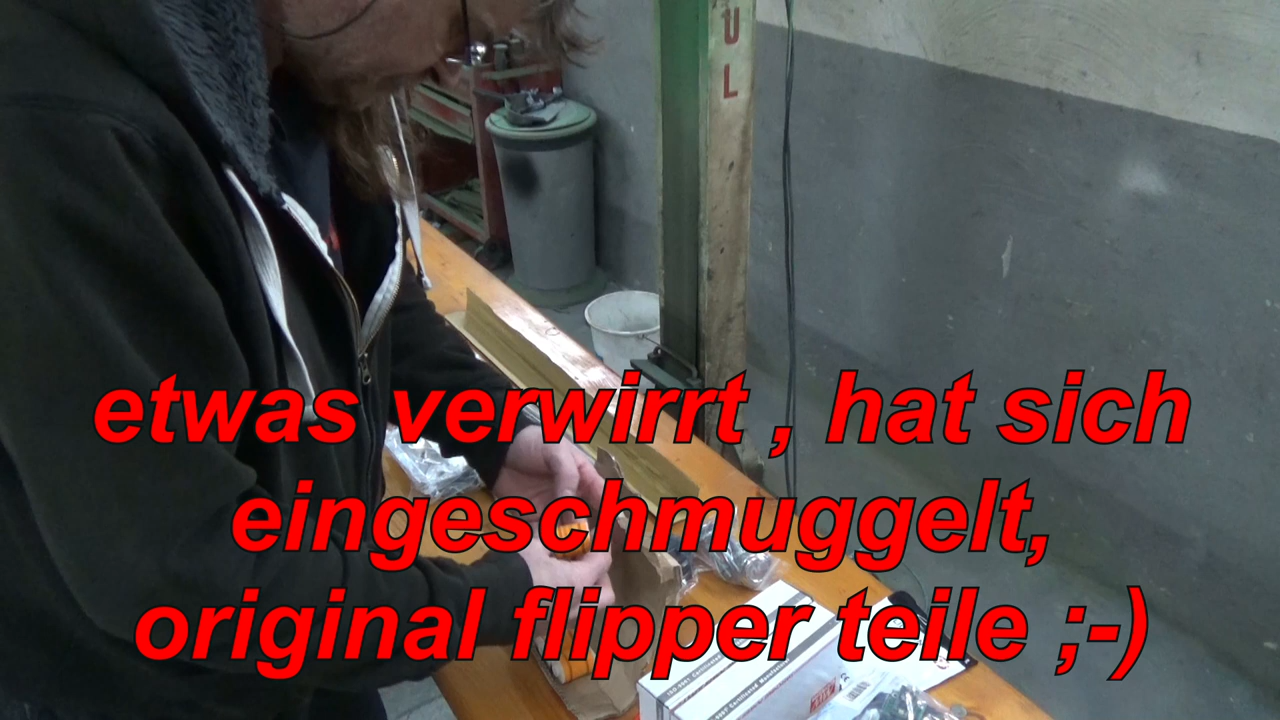 U
L
etwas verwirrt , hat sich
eingeschmuggelt,
original flipper teile ;-)